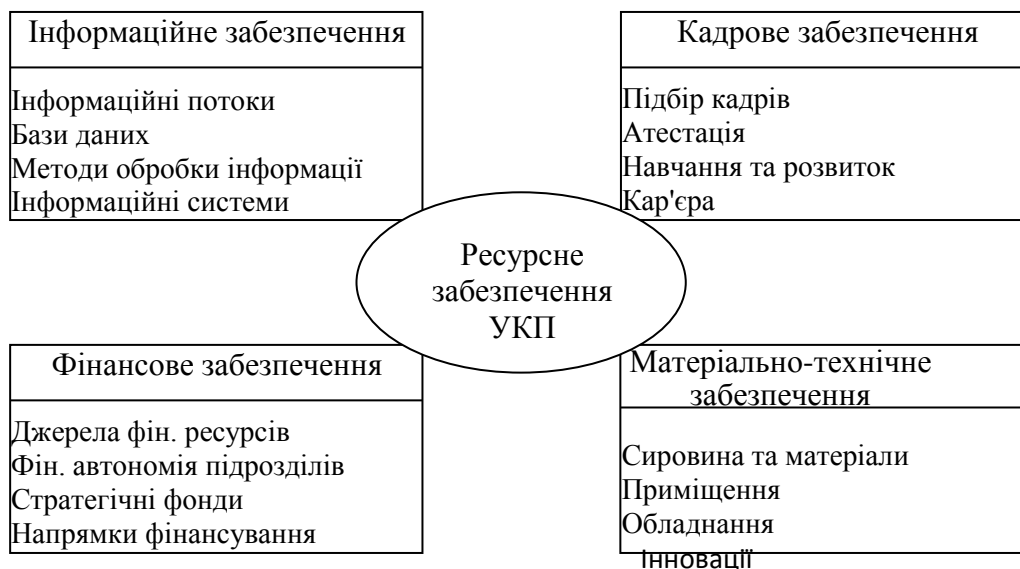 Інформаційне забезпечення
Інформаційні потоки
Бази даних
Методи обробки інформації
Інформаційні системи
Кадрове забезпечення
Підбір кадрів
Атестація
Навчання та розвиток
Кар'єра
Ресурсне
забезпечення
УКП
Фінансове забезпечення
Джерела фін. ресурсів
Фін. автономія підрозділів
Стратегічні фонди
Напрямки фінансування
Матеріально-технічне
забезпечення
Сировина та матеріали
Приміщення
Обладнання
Інновації